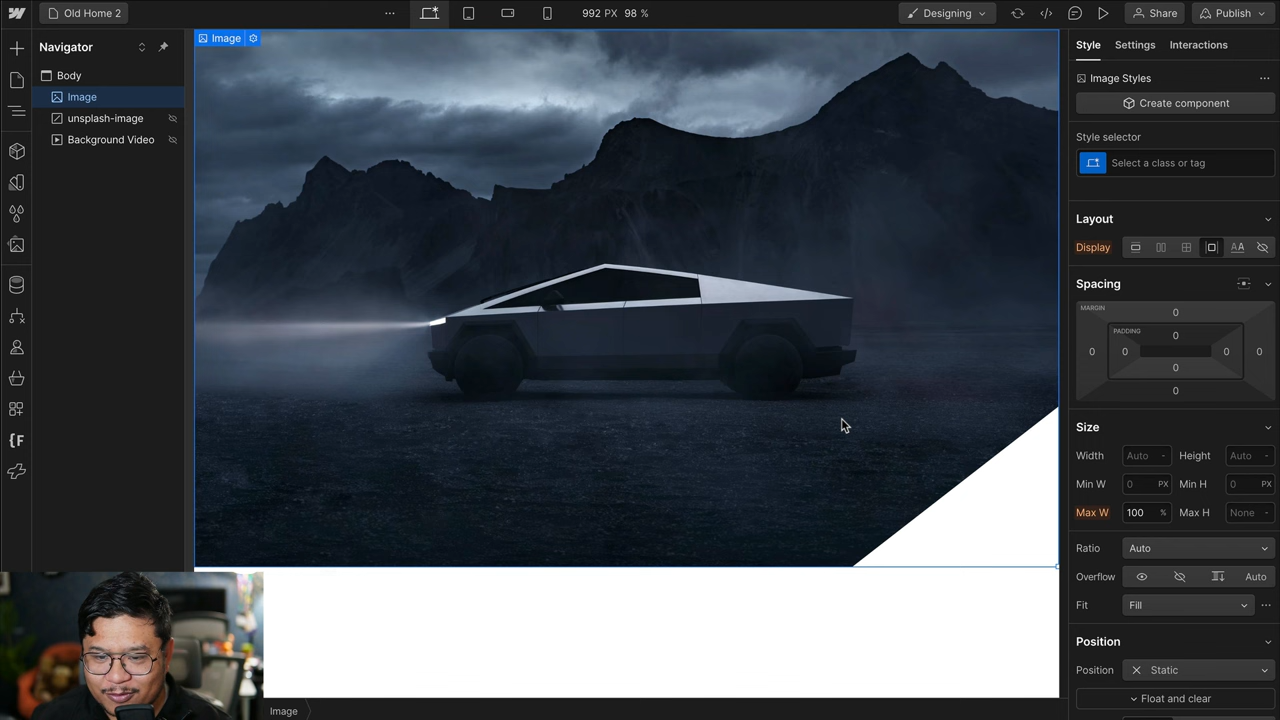 Old Home 2
992 PX 98 %
Designing
Share
Publish
Navigator
Body
Image
unsplash-image
Background Video
Image
Style
Settings
Interactions
Image Styles
Create component
Style selector
Select a class or tag
Layout
Display
Spacing
MARGIN
0
PADDING
0
0
0
0
0
0
0
Size
Width
Auto
-
Height
Auto
-
Min W
0
PX
Min H
0
PX
Max W
100
%
Max H
None
-
Ratio
Auto
Overflow
Auto
Fit
Fill
Position
Position
Static
Float and clear
Image